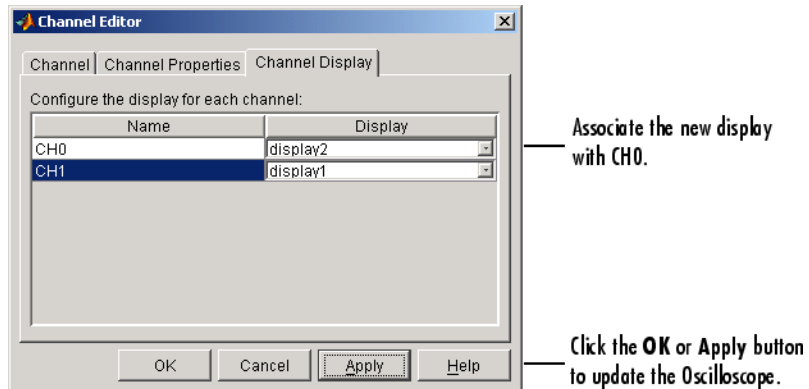 Channel Editor
Channel Channel Properties Channel Display
Configure the display for each channel:
Name Display
CH0 display2
CH1 display1
Associate the new display
with CH0.
OK Cancel Apply Help
Click the OK or Apply button
to update the Oscilloscope.